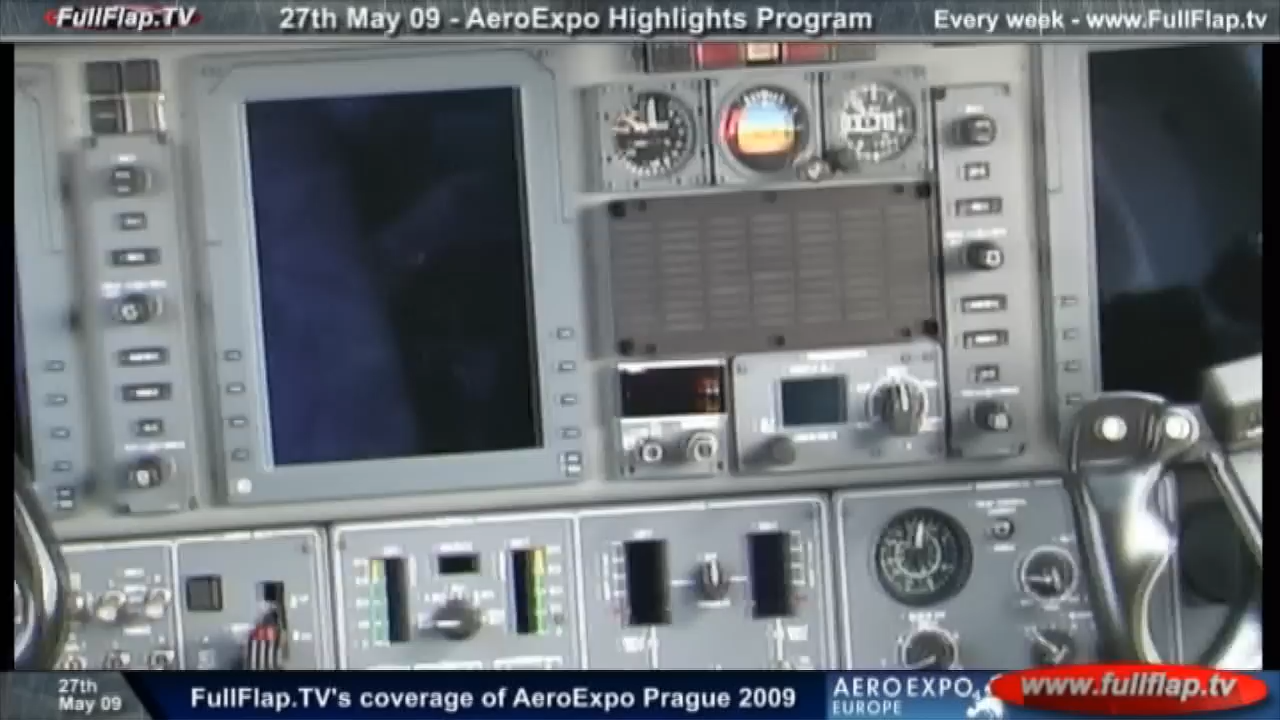 FullFlap.TV
27th May 09 - AeroExpo Highlights Program
Every week - www.FullFlap.tv
27th
May 09
FullFlap.TV's coverage of AeroExpo Prague 2009
AERO EXPO
EUROPE
www.fullflap.tv